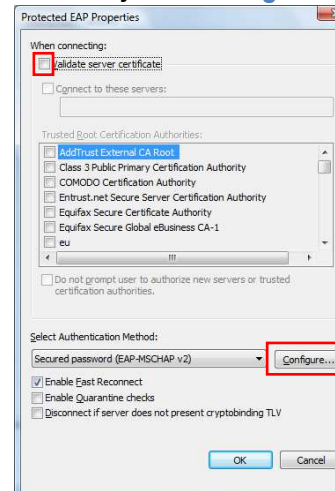 Protected EAP Properties
When connecting:
Validate server certificate
Connect to these servers:
Trusted Root Certification Authorities:
AddTrust External CA Root
Class 3 Public Primary Certification Authority
COMODO Certification Authority
Entrust.net Secure Server Certification Authority
Equifax Secure Certificate Authority
Equifax Secure Global eBusiness CA-1
eu
Do not prompt user to authorize new servers or trusted
certification authorities.
Select Authentication Method:
Secured password (EAP-MSCHAP v2)
Configure...
Enable Fast Reconnect
Enable Quarantine checks
Disconnect if server does not present cryptobinding TLV
OK Cancel